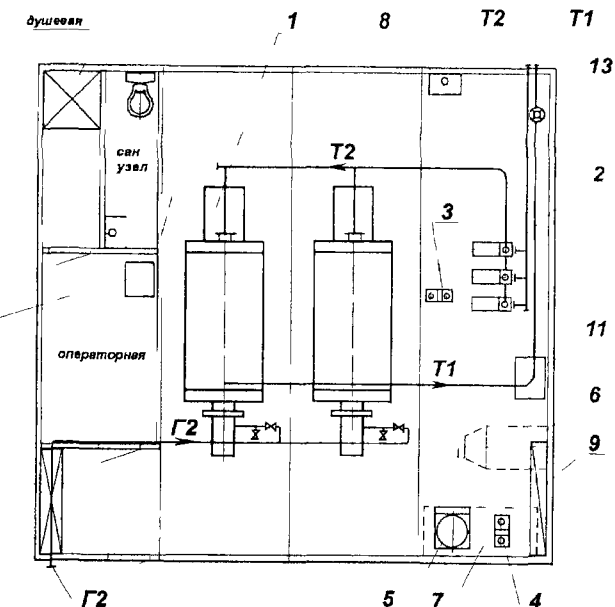 душевая
1
8
Т2
Т1
13
сан
узел
Т2
2
3
11
операторная
Т1
6
Г2
9
Г2
5
7
4